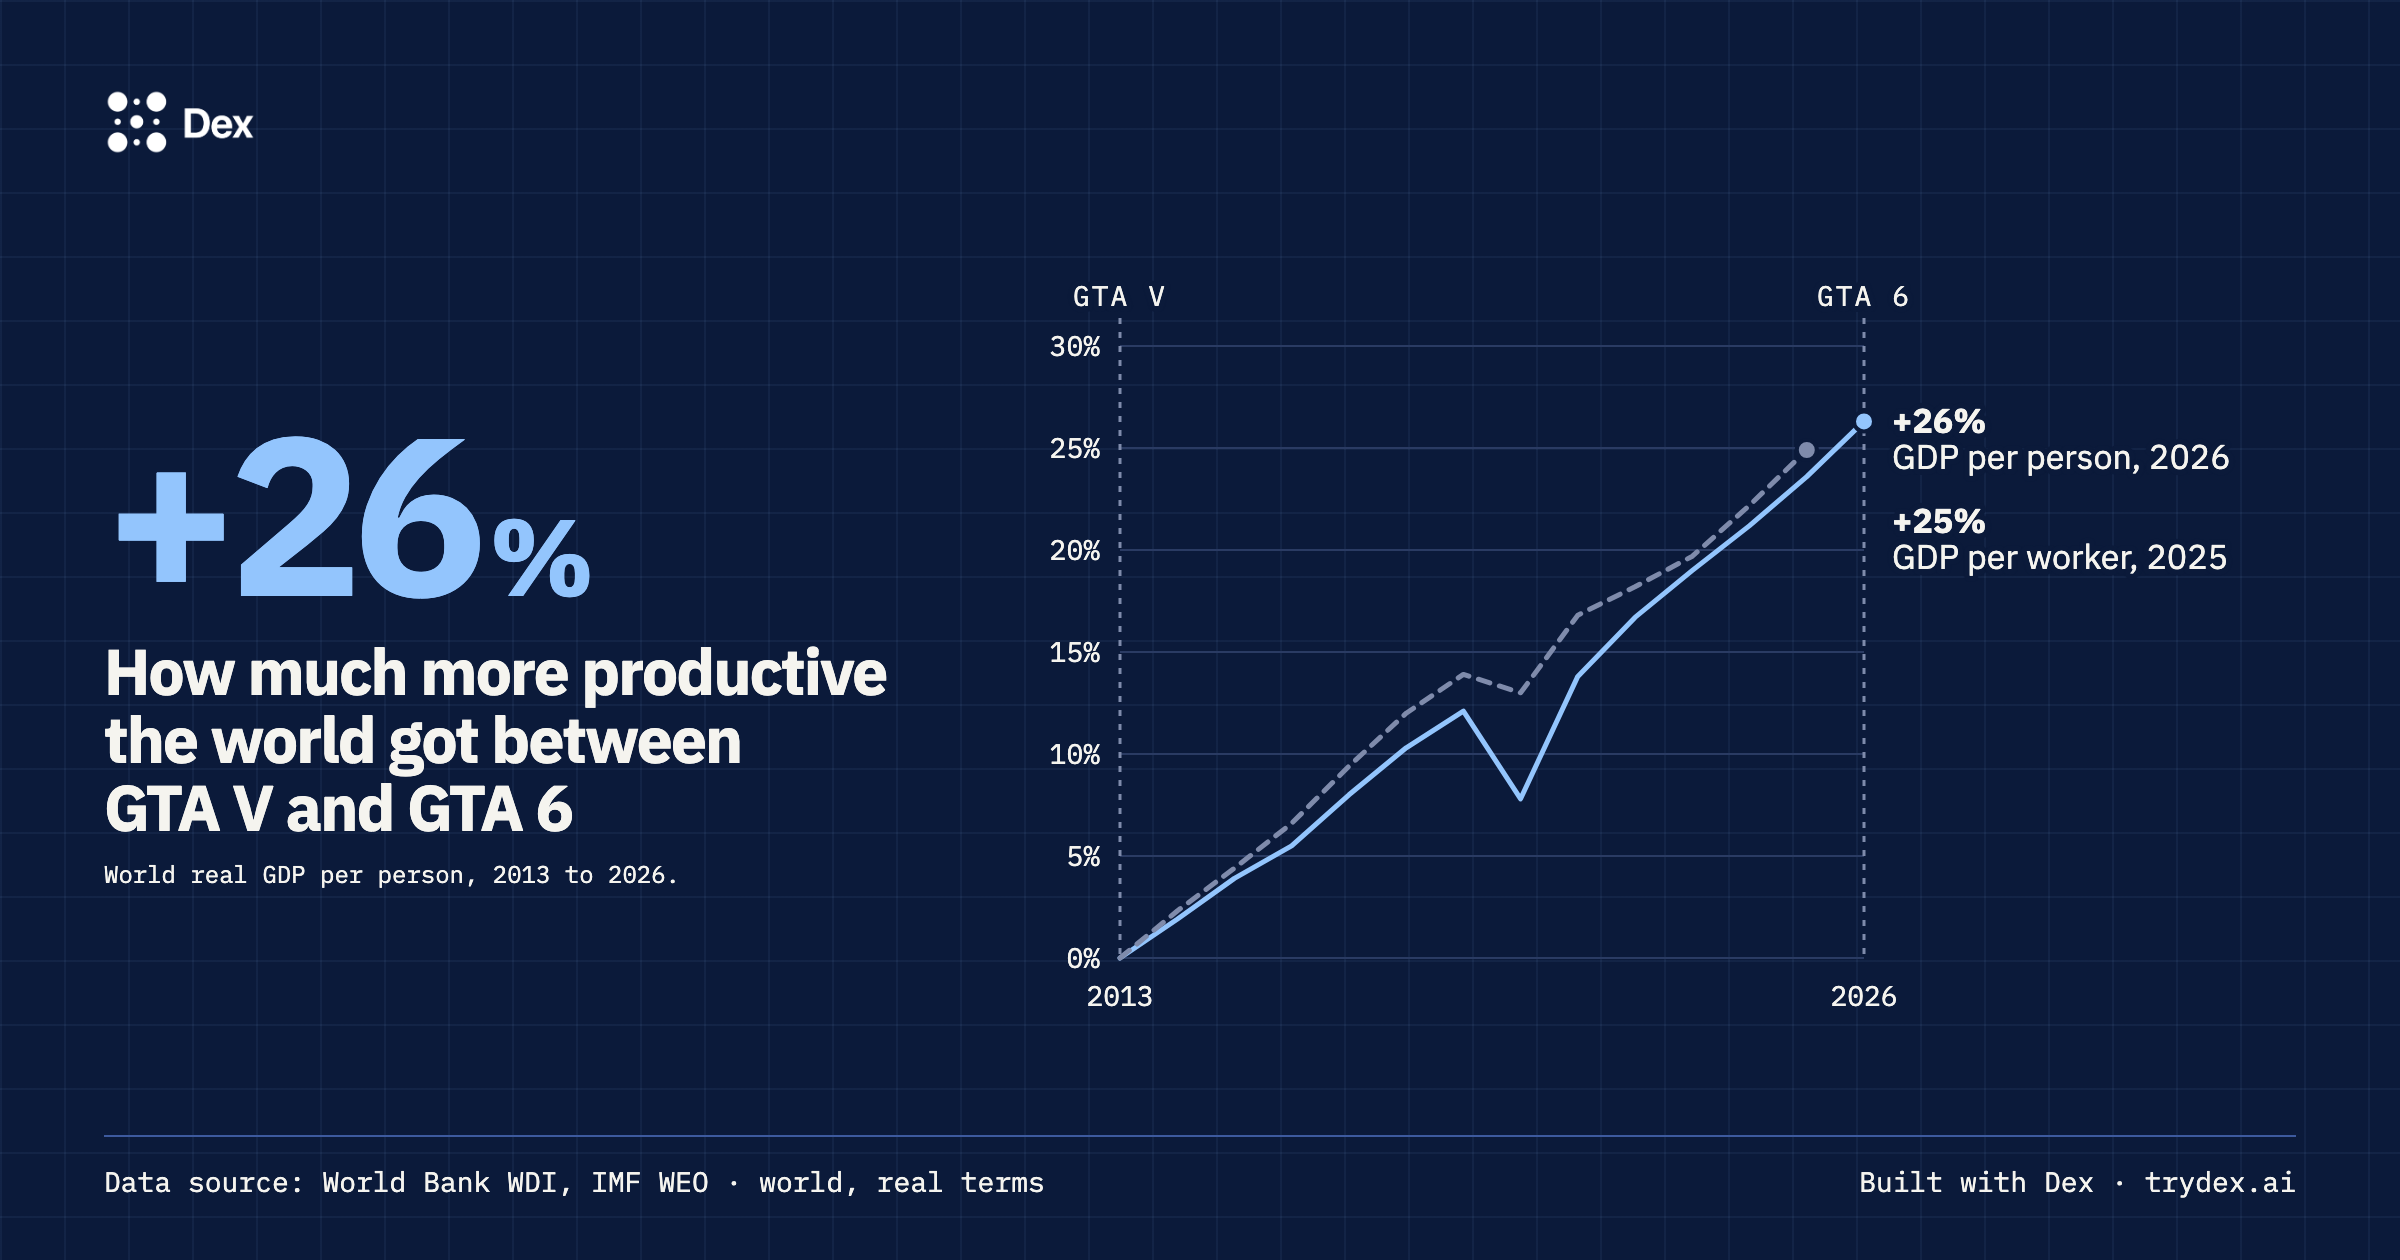 Dex
+26%
How much more productive
the world got between
GTA V and GTA 6
World real GDP per person, 2013 to 2026.
GTA V
GTA 6
30%
25%
20%
15%
10%
5%
0%
2013
2026
+26%
GDP per person, 2026
+25%
GDP per worker, 2025
Data source: World Bank WDI, IMF WEO · world, real terms
Built with Dex · trydex.ai